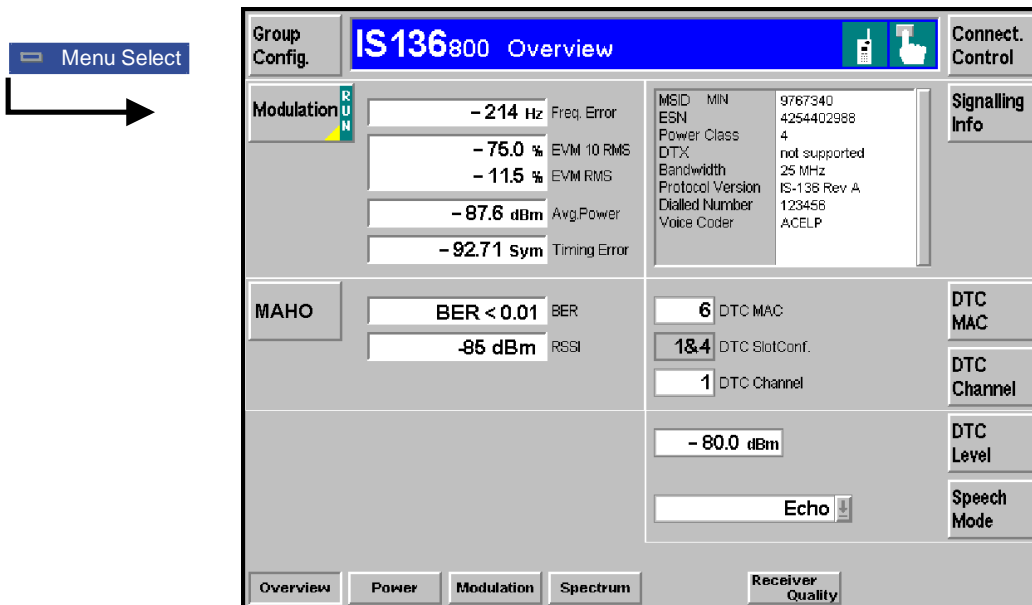 Menu Select
Group Config.
IS136800 Overview
Connect. Control
Modulation RUN
– 214 Hz Freq. Error
– 75.0 % EVM 10 RMS
– 11.5 % EVM RMS
– 87.6 dBm Avg.Power
– 92.71 Sym Timing Error
MSID MIN 9767340
ESN 4254402988
Power Class 4
DTX not supported
Bandwidth 25 MHz
Protocol Version IS-136 Rev A
Dialled Number 123456
Voice Coder ACELP
Signalling Info
MAHO
BER < 0.01 BER
-85 dBm RSSI
6 DTC MAC
1&4 DTC SlotConf.
1 DTC Channel
DTC MAC
DTC Channel
– 80.0 dBm
DTC Level
Echo
Speech Mode
Overview Power Modulation Spectrum Receiver Quality